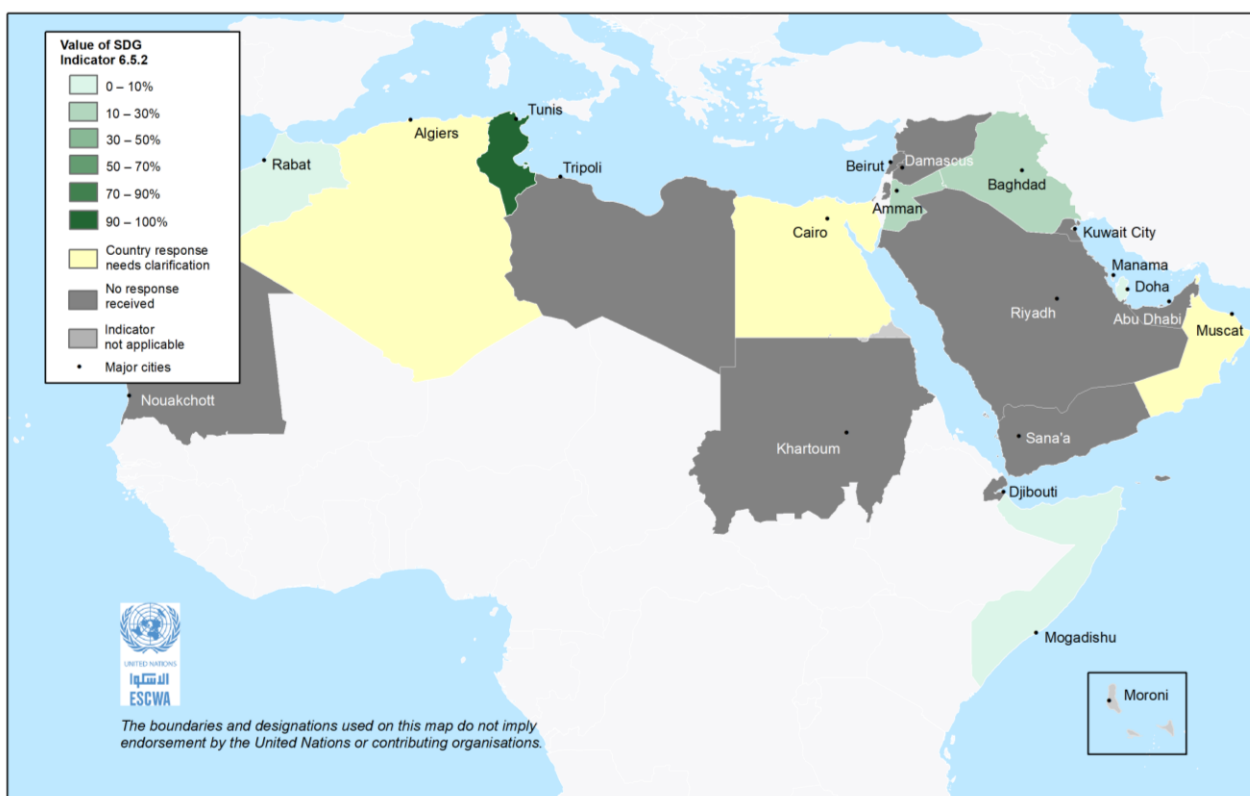 Value of SDG
Indicator 6.5.2
0 – 10%
10 – 30%
30 – 50%
50 – 70%
70 – 90%
90 – 100%
Country response
needs clarification
No response
received
Indicator
not applicable
Major cities
Tunis
Algiers
Rabat
Tripoli
Beirut
Damascus
Baghdad
Amman
Cairo
Kuwait City
Manama
Doha
Riyadh
Abu Dhabi
Muscat
Nouakchott
Khartoum
Sana'a
Djibouti
Mogadishu
Moroni
UNITED NATIONS
الاسكوا
ESCWA
The boundaries and designations used on this map do not imply
endorsement by the United Nations or contributing organisations.